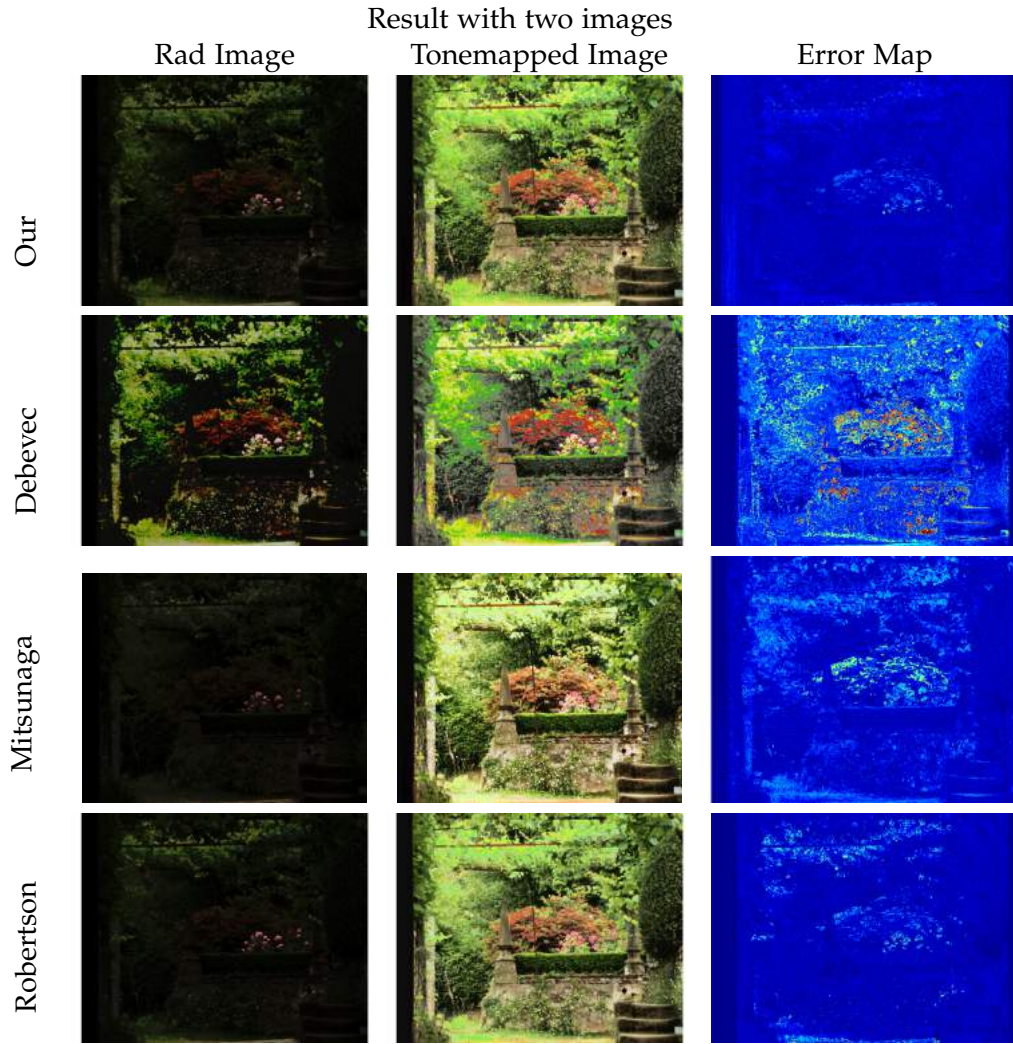 Result with two images
Rad Image Tonemapped Image Error Map
Our
Debevec
Mitsunaga
Robertson